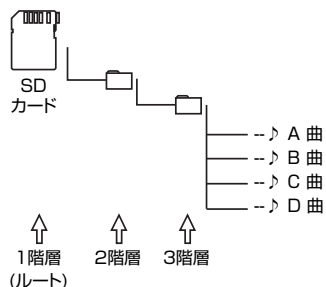 SD
カード
--♪ A 曲
--♪ B 曲
--♪ C 曲
--♪ D 曲
1階層
(ルート)
2階層
3階層